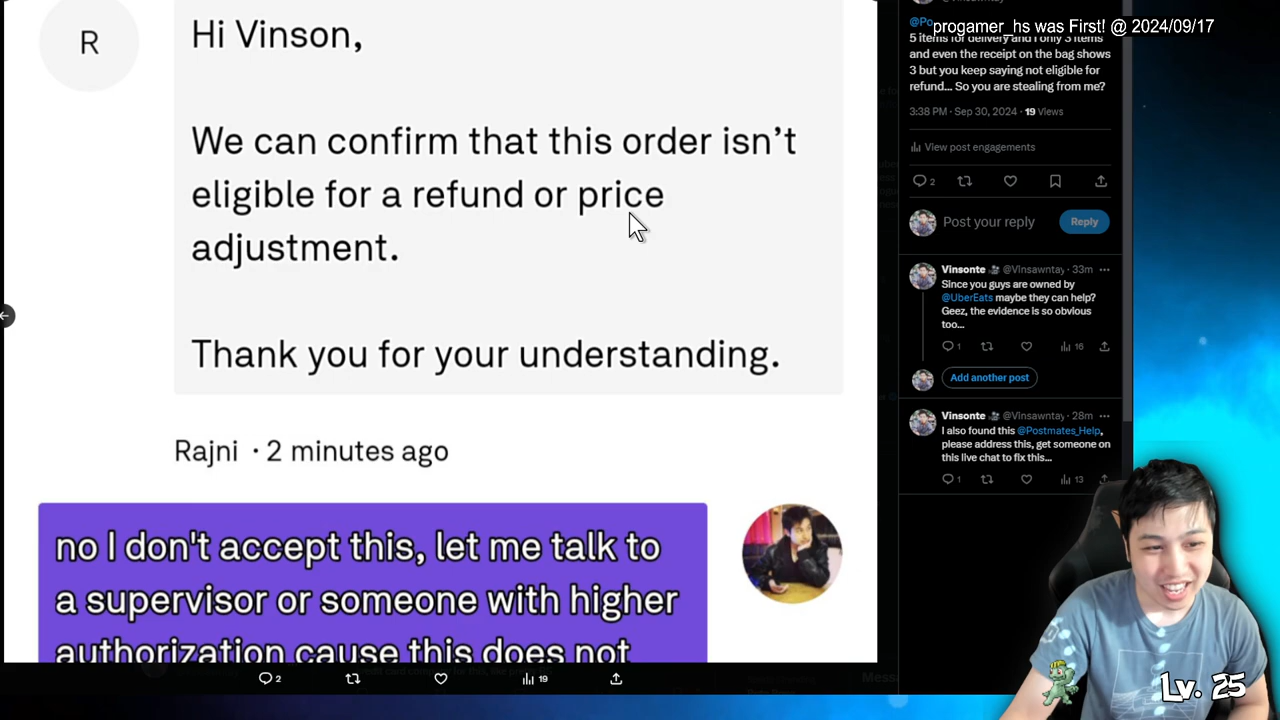 R
Hi Vinson,
We can confirm that this order isn’t
eligible for a refund or price
adjustment.
Thank you for your understanding.
Rajni · 2 minutes ago
no I don't accept this, let me talk to
a supervisor or someone with higher
authorization cause this does not
2
19
progamer_hs was First! @ 2024/09/17
@Po
5 items for delivery and I only 3 items
and even the receipt on the bag shows
3 but you keep saying not eligible for
refund... So you are stealing from me?
3:38 PM · Sep 30, 2024 · 19 Views
View post engagements
2
Post your reply
Reply
Vinsonte @VInsawntay · 33m
Since you guys are owned by
@UberEats maybe they can help?
Geez, the evidence is so obvious
too...
1
16
Add another post
Vinsonte @VInsawntay · 28m
I also found this @Postmates_Help,
please address this, get someone on
this live chat to fix this...
1
13
Lv. 25